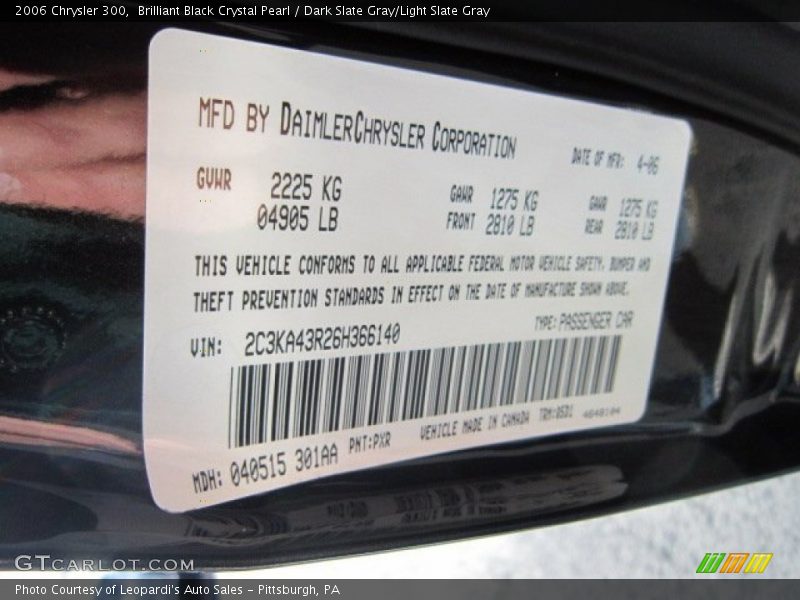 2006 Chrysler 300,  Brilliant Black Crystal Pearl / Dark Slate Gray/Light Slate Gray
MFD BY DAIMLERCHRYSLER CORPORATION
DATE OF MFR: 4-06
GVWR 2225 KG GAWR 1275 KG GAWR 1275 KG
04905 LB FRONT 2810 LB REAR 2810 LB
THIS VEHICLE CONFORMS TO ALL APPLICABLE FEDERAL MOTOR VEHICLE SAFETY, BUMPER AND
THEFT PREVENTION STANDARDS IN EFFECT ON THE DATE OF MANUFACTURE SHOWN ABOVE.
VIN: 2C3KA43R26H366140 TYPE: PASSENGER CAR
MDH: 040515 301AA PNT:PXR VEHICLE MADE IN CANADA TRM:05D1
GTCARLOT.COM
Photo Courtesy of Leopardi's Auto Sales - Pittsburgh, PA